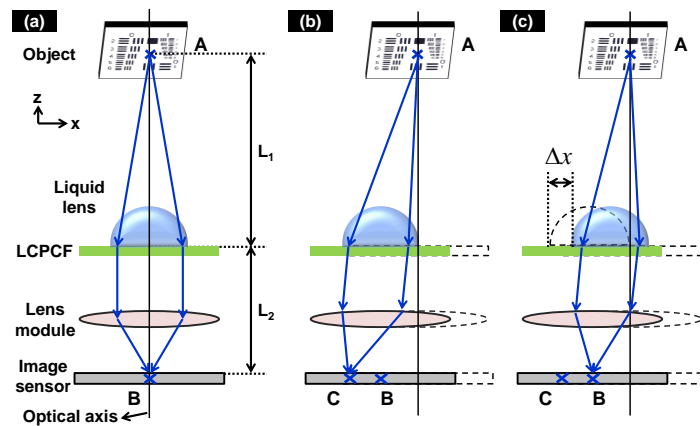 (a)
(b)
(c)
Object
A
A
A
z
x
L1
Δx
Liquid
lens
LCPCF
L2
Lens
module
Image
sensor
B
C
B
C
B
Optical axis